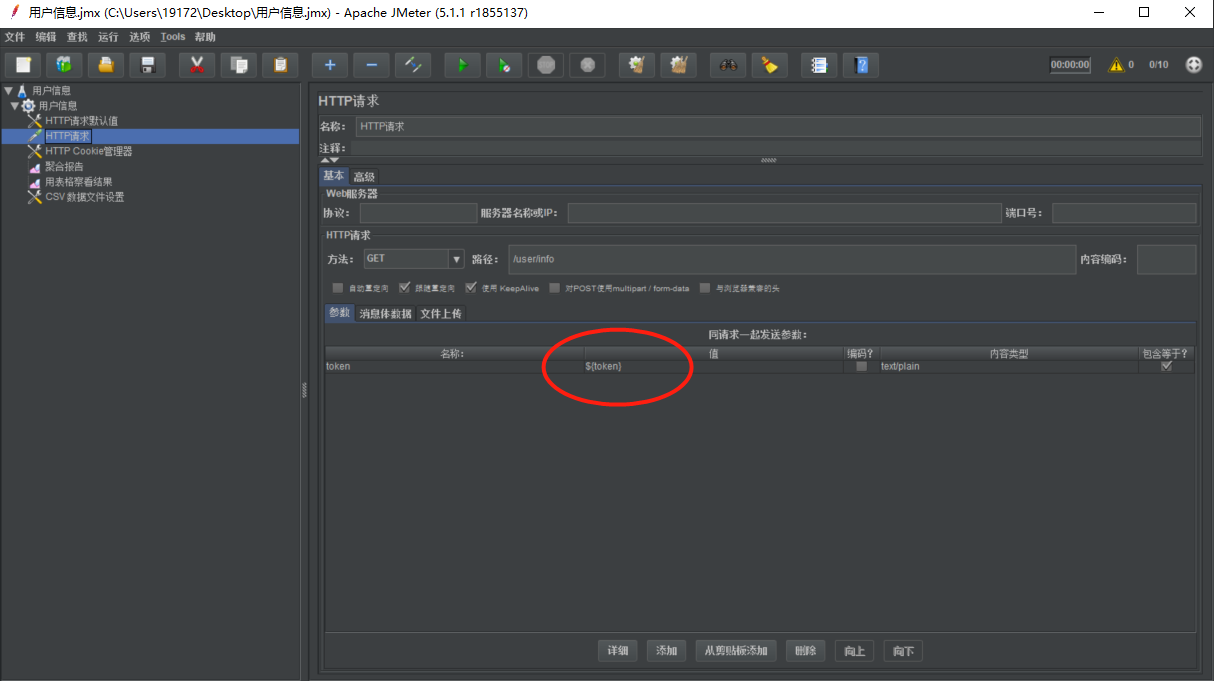 用户信息.jmx (C:\Users\19172\Desktop\用户信息.jmx) - Apache JMeter (5.1.1 r1855137)
文件 编辑 查找 运行 选项 Tools 帮助
00:00:00 0 0/10
用户信息
用户信息
HTTP请求默认值
HTTP请求
HTTP Cookie管理器
聚合报告
用表格察看结果
CSV 数据文件设置
HTTP请求
名称： HTTP请求
注释：
基本 高级
Web服务器
协议： 服务器名称或IP： 端口号：
HTTP请求
方法： GET 路径： /user/info 内容编码：
自动重定向 跟随重定向 使用 KeepAlive 对POST使用multipart / form-data 与浏览器兼容的头
参数 消息体数据 文件上传
同请求一起发送参数：
名称： 值 编码? 内容类型 包含等于?
token ${token} text/plain
详细 添加 从剪贴板添加 删除 向上 向下